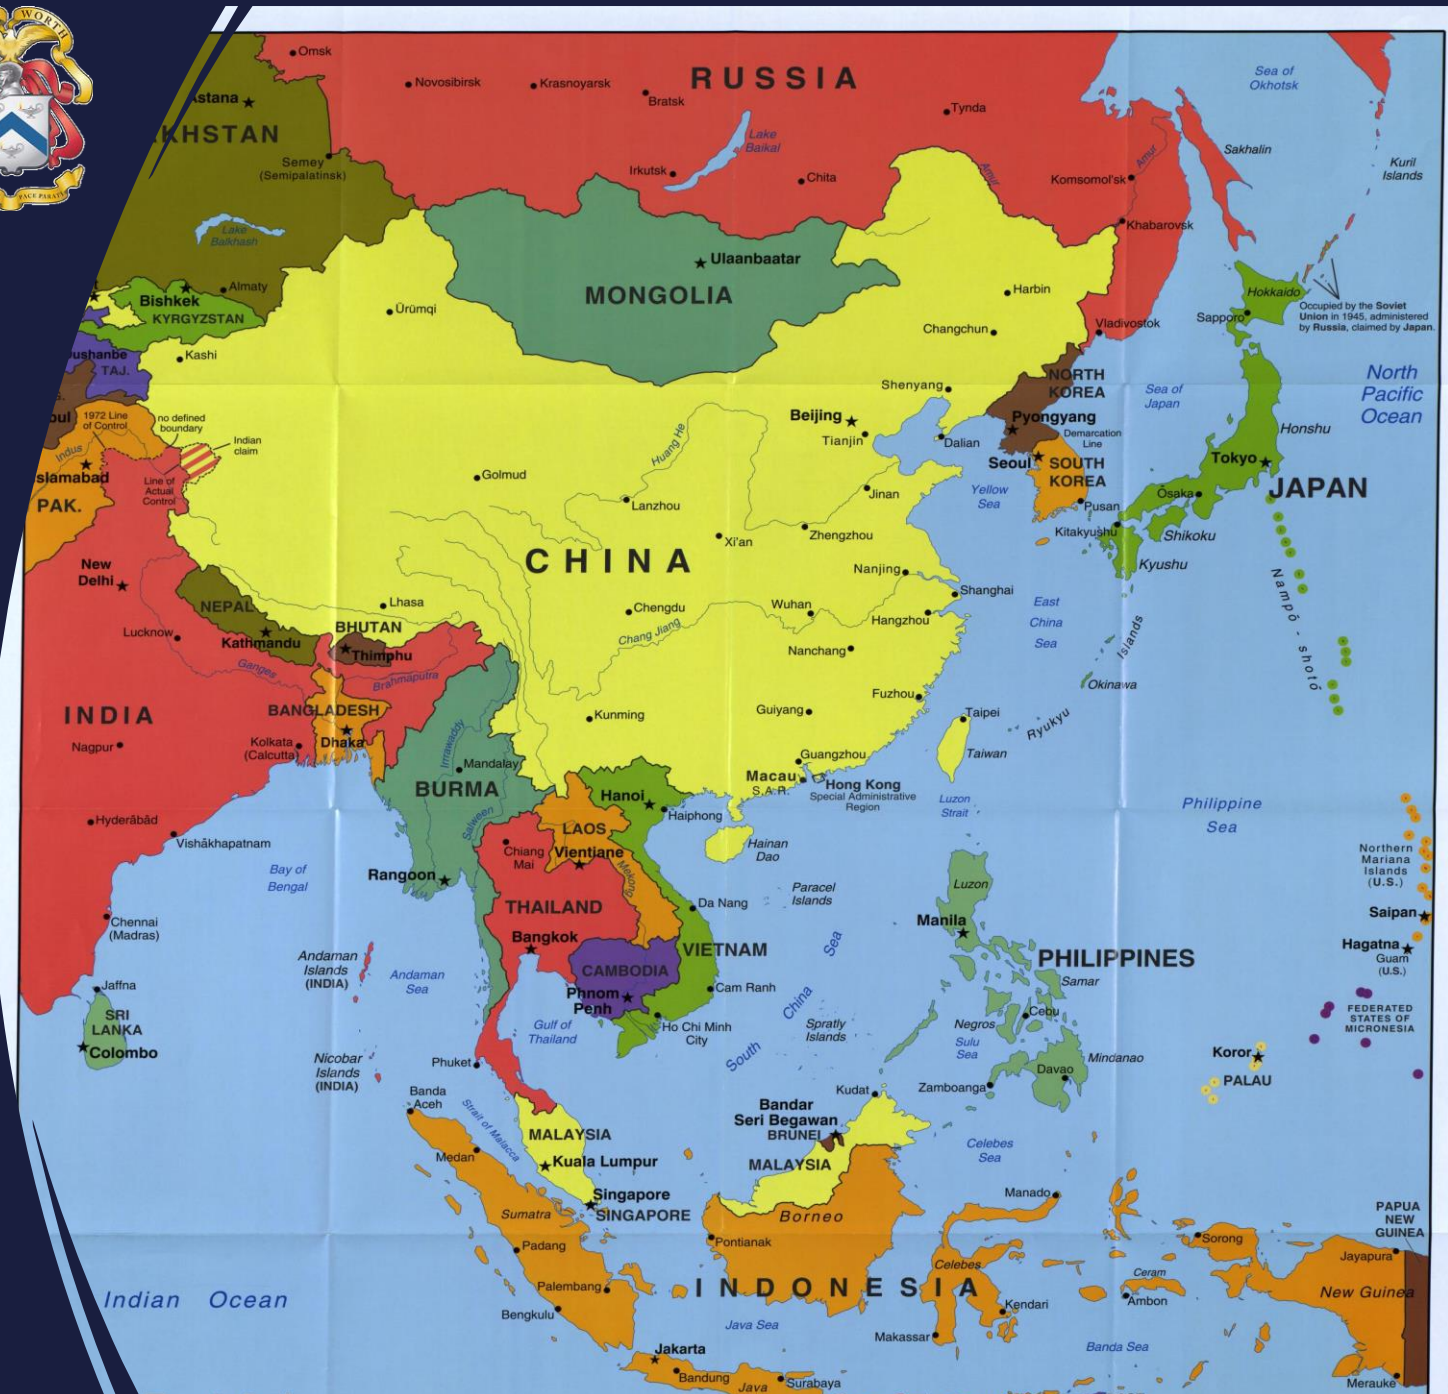 WORTH
PACE PARATI
Omsk
Novosibirsk
Krasnoyarsk
Bratsk
RUSSIA
Tynda
Sea of
Okhotsk
Astana
KHSTAN
Semey
(Semipalatinsk)
Lake
Baikal
Irkutsk
Chita
Amur
Komsomol'sk
Amur
Sakhalin
Kuril
Islands
Khabarovsk
Lake
Balkhash
Ulaanbaatar
MONGOLIA
Almaty
Bishkek
KYRGYZSTAN
Ürümqi
Harbin
Changchun
Vladivostok
Hokkaido
Sapporo
Occupied by the Soviet
Union in 1945, administered
by Russia, claimed by Japan.
ushanbe
TAJ.
Kashi
Shenyang
NORTH
KOREA
Sea of
Japan
North
Pacific
Ocean
bul
1972 Line
of Control
no defined
boundary
Indian
claim
Indus
Beijing
Tianjin
Dalian
Pyongyang
Demarcation
Line
Honshu
Huang He
Seoul
SOUTH
KOREA
Tokyo
JAPAN
slamabad
PAK.
Line of
Actual
Control
Golmud
Lanzhou
Jinan
Yellow
Sea
Pusan
Ōsaka
Xi'an
Zhengzhou
Kitakyushu
Shikoku
Kyushu
CHINA
Nanjing
Shanghai
New
Delhi
Nampō-shotō
NEPAL
Kathmandu
Lhasa
Chengdu
Chang Jiang
Wuhan
Hangzhou
East
China
Sea
Lucknow
BHUTAN
Thimphu
Nanchang
Islands
Ganges
Brahmaputra
Fuzhou
Okinawa
INDIA
BANGLADESH
Dhaka
Kunming
Guiyang
Taipei
Ryukyu
Nagpur
Kolkata
(Calcutta)
Irrawaddy
Mandalay
Guangzhou
Taiwan
BURMA
Macau
S.A.R.
Hong Kong
Special Administrative
Region
Hanoi
Haiphong
Luzon
Strait
Philippine
Sea
Hyderābād
Vishākhapatnam
Salween
LAOS
Vientiane
Chiang
Mai
Hainan
Dao
Northern
Mariana
Islands
(U.S.)
Bay of
Bengal
Rangoon
Mekong
Paracel
Islands
Luzon
THAILAND
Bangkok
Da Nang
Manila
Saipan
Chennai
(Madras)
Andaman
Islands
(INDIA)
Andaman
Sea
CAMBODIA
VIETNAM
South China Sea
PHILIPPINES
Samar
Hagatna
Guam
(U.S.)
Jaffna
SRI
LANKA
Colombo
Phnom
Penh
Cam Ranh
Gulf of
Thailand
Ho Chi Minh
City
Spratly
Islands
Negros
Cebu
Sulu
Sea
FEDERATED
STATES OF
MICRONESIA
Nicobar
Islands
(INDIA)
Phuket
Mindanao
Koror
PALAU
Davao
Zamboanga
Banda
Aceh
Strait of Malacca
Kudat
Bandar
Seri Begawan
BRUNEI
MALAYSIA
Kuala Lumpur
Medan
MALAYSIA
Celebes
Sea
Singapore
SINGAPORE
Manado
PAPUA
NEW
GUINEA
Sumatra
Borneo
Padang
Pontianak
Sorong
Jayapura
Indian Ocean
Palembang
Bengkulu
INDONESIA
Celebes
Ceram
Ambon
New Guinea
Kendari
Java Sea
Makassar
Banda Sea
Jakarta
Bandung
Java
Surabaya
Merauke